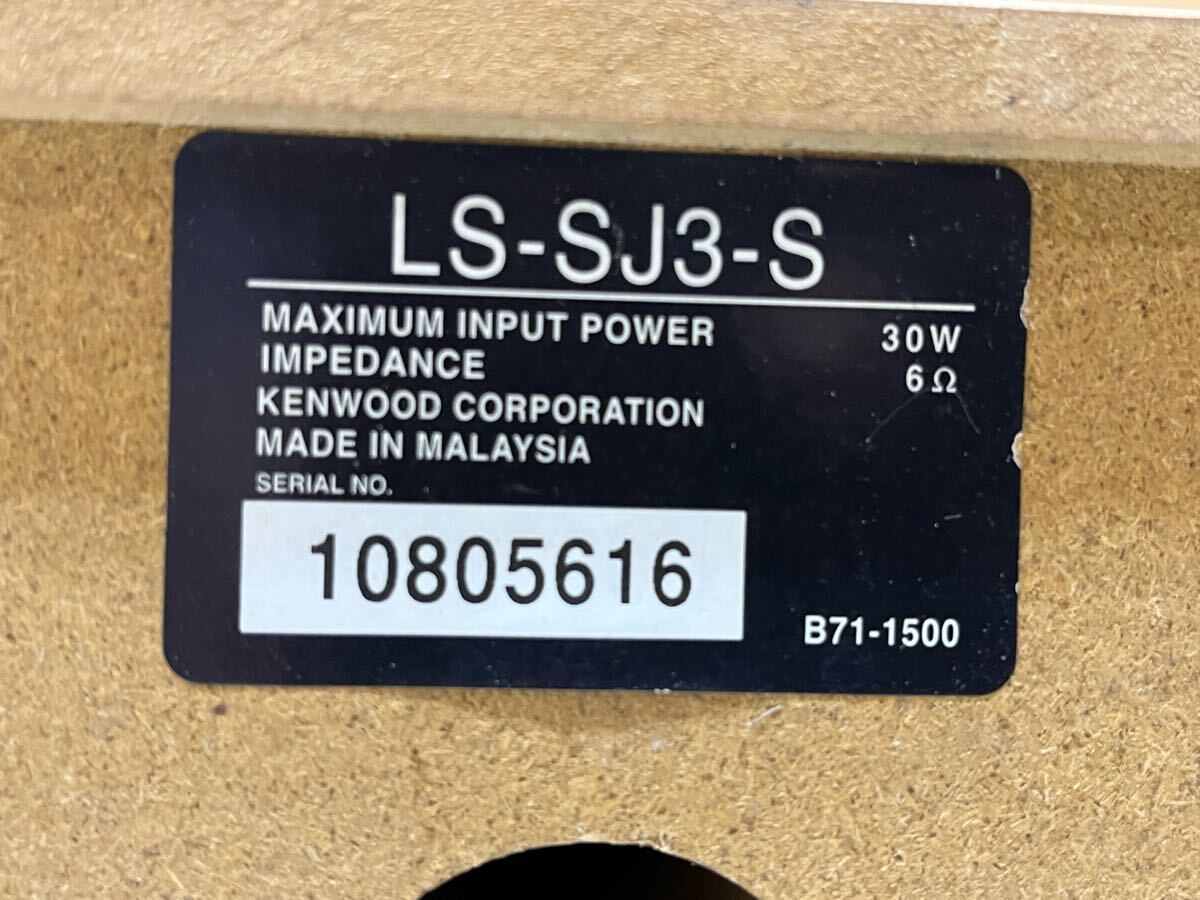 LS-SJ3-S
MAXIMUM INPUT POWER 30W
IMPEDANCE 6Ω
KENWOOD CORPORATION
MADE IN MALAYSIA
SERIAL NO.
10805616
B71-1500